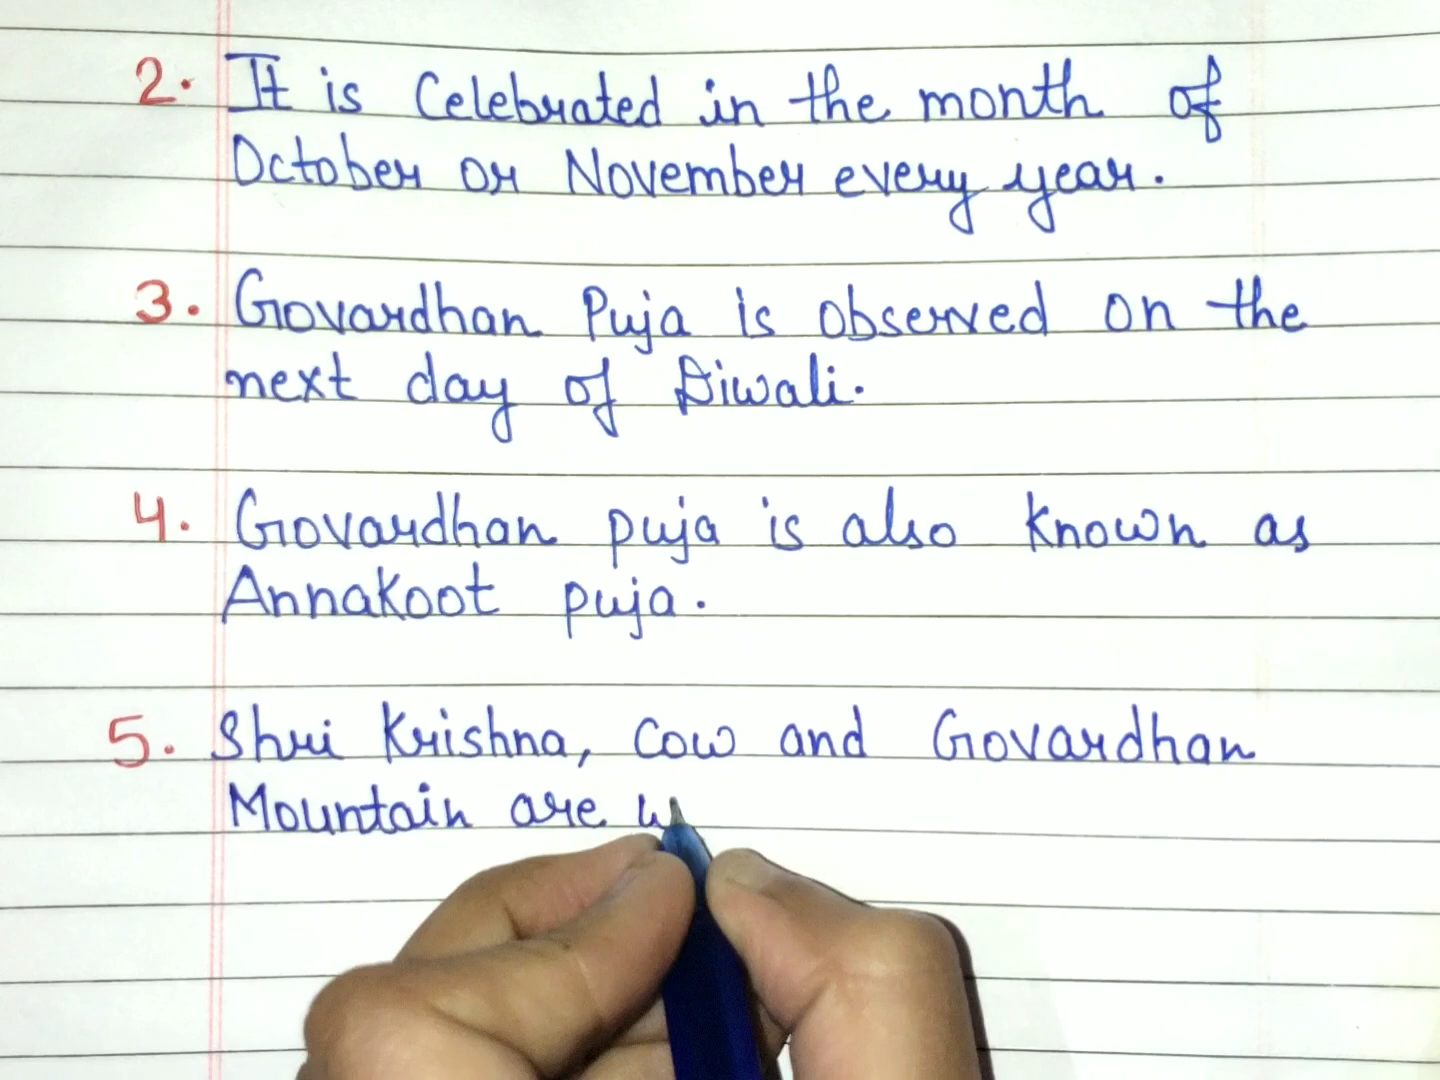 2. It is Celebrated in the month of
October or November every year.
3. Govardhan Puja is observed on the
next day of Diwali.
4. Govardhan puja is also known as
Annakoot puja.
5. Shri Krishna, Cow and Govardhan
Mountain are